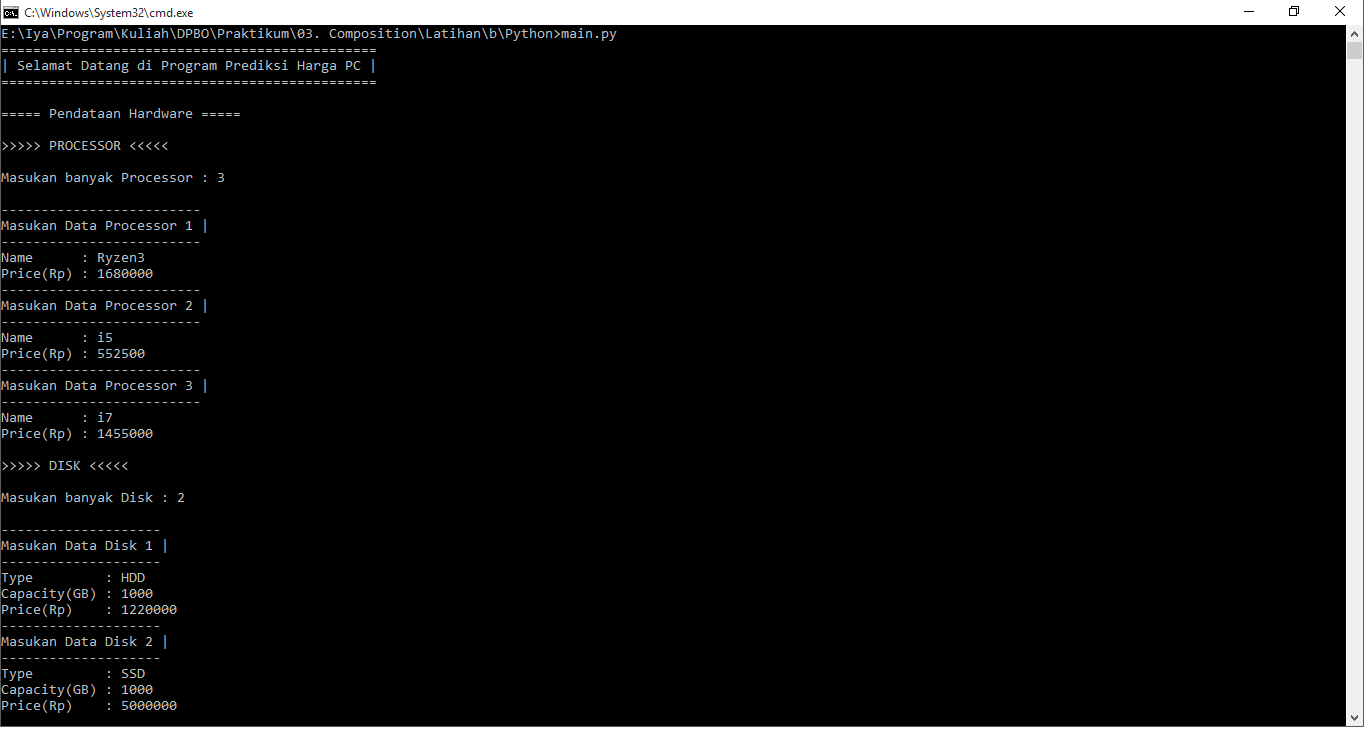 C:\Windows\System32\cmd.exe
E:\Iya\Program\Kuliah\DPBO\Praktikum\03. Composition\Latihan\b\Python>main.py
===============================================
| Selamat Datang di Program Prediksi Harga PC |
===============================================
===== Pendataan Hardware =====
>>>>> PROCESSOR <<<<<
Masukan banyak Processor : 3
-------------------------
Masukan Data Processor 1 |
-------------------------
Name      : Ryzen3
Price(Rp) : 1680000
-------------------------
Masukan Data Processor 2 |
-------------------------
Name      : i5
Price(Rp) : 552500
-------------------------
Masukan Data Processor 3 |
-------------------------
Name      : i7
Price(Rp) : 1455000
>>>>> DISK <<<<<
Masukan banyak Disk : 2
--------------------
Masukan Data Disk 1 |
--------------------
Type         : HDD
Capacity(GB) : 1000
Price(Rp)    : 1220000
--------------------
Masukan Data Disk 2 |
--------------------
Type         : SSD
Capacity(GB) : 1000
Price(Rp)    : 5000000